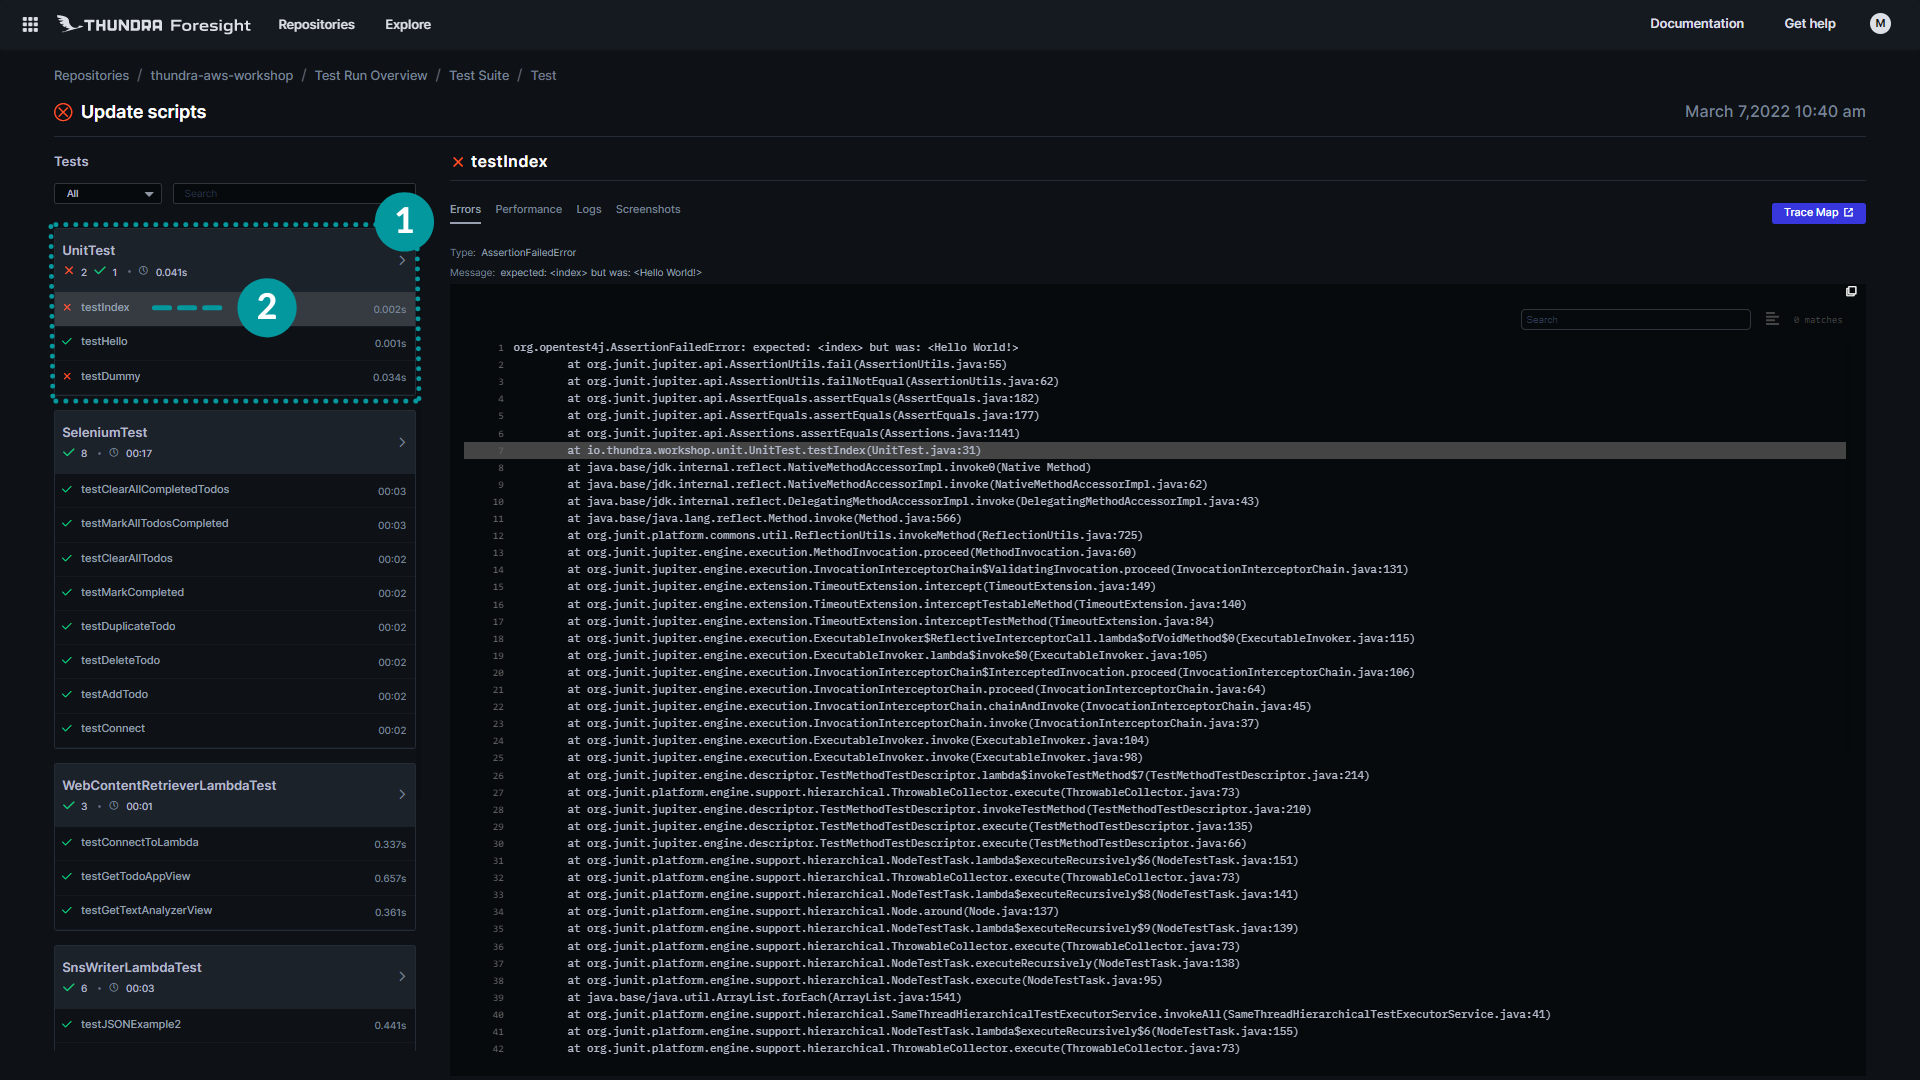 THUNDRA Foresight
Repositories
Explore
Documentation
Get help
M
Repositories / thundra-aws-workshop / Test Run Overview / Test Suite / Test
Update scripts
March 7,2022 10:40 am
Tests
All
Search
1
UnitTest
2 1 • 0.041s
testIndex 0.002s
2
testHello 0.001s
testDummy 0.034s
SeleniumTest
8 • 00:17
testClearAllCompletedTodos 00:03
testMarkAllTodosCompleted 00:03
testClearAllTodos 00:02
testMarkCompleted 00:02
testDuplicateTodo 00:02
testDeleteTodo 00:02
testAddTodo 00:02
testConnect 00:02
WebContentRetrieverLambdaTest
3 • 00:01
testConnectToLambda 0.337s
testGetTodoAppView 0.657s
testGetTextAnalyzerView 0.361s
SnsWriterLambdaTest
6 • 00:03
testJSONExample2 0.441s
testIndex
Errors Performance Logs Screenshots
Trace Map
Type: AssertionFailedError
Message: expected: <index> but was: <Hello World!>
Search
0 matches
1 org.opentest4j.AssertionFailedError: expected: <index> but was: <Hello World!>
2 at org.junit.jupiter.api.AssertionUtils.fail(AssertionUtils.java:55)
3 at org.junit.jupiter.api.AssertionUtils.failNotEqual(AssertionUtils.java:62)
4 at org.junit.jupiter.api.AssertEquals.assertEquals(AssertEquals.java:182)
5 at org.junit.jupiter.api.AssertEquals.assertEquals(AssertEquals.java:177)
6 at org.junit.jupiter.api.Assertions.assertEquals(Assertions.java:1141)
7 at io.thundra.workshop.unit.UnitTest.testIndex(UnitTest.java:31)
8 at java.base/jdk.internal.reflect.NativeMethodAccessorImpl.invoke0(Native Method)
9 at java.base/jdk.internal.reflect.NativeMethodAccessorImpl.invoke(NativeMethodAccessorImpl.java:62)
10 at java.base/jdk.internal.reflect.DelegatingMethodAccessorImpl.invoke(DelegatingMethodAccessorImpl.java:43)
11 at java.base/java.lang.reflect.Method.invoke(Method.java:566)
12 at org.junit.platform.commons.util.ReflectionUtils.invokeMethod(ReflectionUtils.java:725)
13 at org.junit.jupiter.engine.execution.MethodInvocation.proceed(MethodInvocation.java:60)
14 at org.junit.jupiter.engine.execution.InvocationInterceptorChain$ValidatingInvocation.proceed(InvocationInterceptorChain.java:131)
15 at org.junit.jupiter.engine.extension.TimeoutExtension.intercept(TimeoutExtension.java:149)
16 at org.junit.jupiter.engine.extension.TimeoutExtension.interceptTestableMethod(TimeoutExtension.java:140)
17 at org.junit.jupiter.engine.extension.TimeoutExtension.interceptTestMethod(TimeoutExtension.java:84)
18 at org.junit.jupiter.engine.execution.ExecutableInvoker$ReflectiveInterceptorCall.lambda$ofVoidMethod$0(ExecutableInvoker.java:115)
19 at org.junit.jupiter.engine.execution.ExecutableInvoker.lambda$invoke$0(ExecutableInvoker.java:105)
20 at org.junit.jupiter.engine.execution.InvocationInterceptorChain$InterceptedInvocation.proceed(InvocationInterceptorChain.java:106)
21 at org.junit.jupiter.engine.execution.InvocationInterceptorChain.proceed(InvocationInterceptorChain.java:64)
22 at org.junit.jupiter.engine.execution.InvocationInterceptorChain.chainAndInvoke(InvocationInterceptorChain.java:45)
23 at org.junit.jupiter.engine.execution.InvocationInterceptorChain.invoke(InvocationInterceptorChain.java:37)
24 at org.junit.jupiter.engine.execution.ExecutableInvoker.invoke(ExecutableInvoker.java:104)
25 at org.junit.jupiter.engine.execution.ExecutableInvoker.invoke(ExecutableInvoker.java:98)
26 at org.junit.jupiter.engine.descriptor.TestMethodTestDescriptor.lambda$invokeTestMethod$7(TestMethodTestDescriptor.java:214)
27 at org.junit.platform.engine.support.hierarchical.ThrowableCollector.execute(ThrowableCollector.java:73)
28 at org.junit.jupiter.engine.descriptor.TestMethodTestDescriptor.invokeTestMethod(TestMethodTestDescriptor.java:210)
29 at org.junit.jupiter.engine.descriptor.TestMethodTestDescriptor.execute(TestMethodTestDescriptor.java:135)
30 at org.junit.jupiter.engine.descriptor.TestMethodTestDescriptor.execute(TestMethodTestDescriptor.java:66)
31 at org.junit.platform.engine.support.hierarchical.NodeTestTask.lambda$executeRecursively$6(NodeTestTask.java:151)
32 at org.junit.platform.engine.support.hierarchical.ThrowableCollector.execute(ThrowableCollector.java:73)
33 at org.junit.platform.engine.support.hierarchical.NodeTestTask.lambda$executeRecursively$8(NodeTestTask.java:141)
34 at org.junit.platform.engine.support.hierarchical.Node.around(Node.java:137)
35 at org.junit.platform.engine.support.hierarchical.NodeTestTask.lambda$executeRecursively$9(NodeTestTask.java:139)
36 at org.junit.platform.engine.support.hierarchical.ThrowableCollector.execute(ThrowableCollector.java:73)
37 at org.junit.platform.engine.support.hierarchical.NodeTestTask.executeRecursively(NodeTestTask.java:138)
38 at org.junit.platform.engine.support.hierarchical.NodeTestTask.execute(NodeTestTask.java:95)
39 at java.base/java.util.ArrayList.forEach(ArrayList.java:1541)
40 at org.junit.platform.engine.support.hierarchical.SameThreadHierarchicalTestExecutorService.invokeAll(SameThreadHierarchicalTestExecutorService.java:41)
41 at org.junit.platform.engine.support.hierarchical.NodeTestTask.lambda$executeRecursively$6(NodeTestTask.java:155)
42 at org.junit.platform.engine.support.hierarchical.ThrowableCollector.execute(ThrowableCollector.java:73)